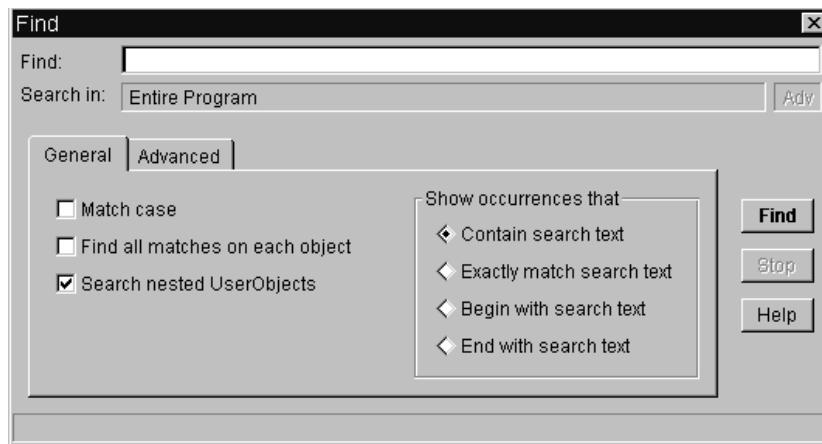 Find
Find:
Search in: Entire Program Adv
General Advanced
Match case
Find all matches on each object
Search nested UserObjects
Show occurrences that
Contain search text
Exactly match search text
Begin with search text
End with search text
Find
Stop
Help